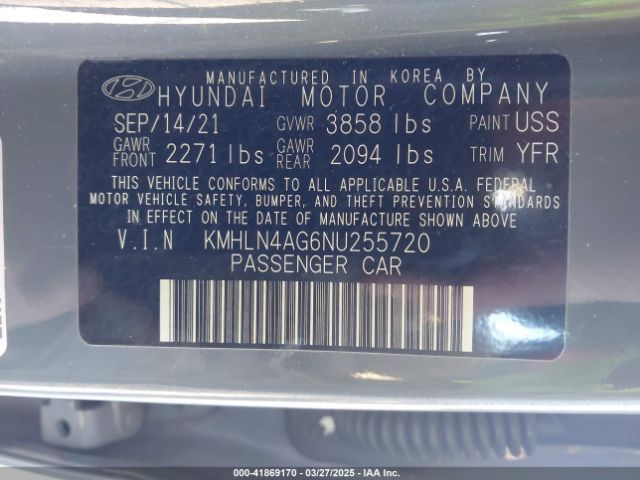 MANUFACTURED IN KOREA BY
HYUNDAI MOTOR COMPANY
SEP/14/21 GVWR 3858 lbs PAINT USS
GAWR FRONT 2271 lbs GAWR REAR 2094 lbs TRIM YFR
THIS VEHICLE CONFORMS TO ALL APPLICABLE U.S.A. FEDERAL
MOTOR VEHICLE SAFETY, BUMPER, AND THEFT PREVENTION STANDARDS
IN EFFECT ON THE DATE OF MANUFACTURE SHOWN ABOVE
V.I.N KMHLN4AG6NU255720
PASSENGER CAR
000-41869170 | 03/27/2025 - IAA Inc.